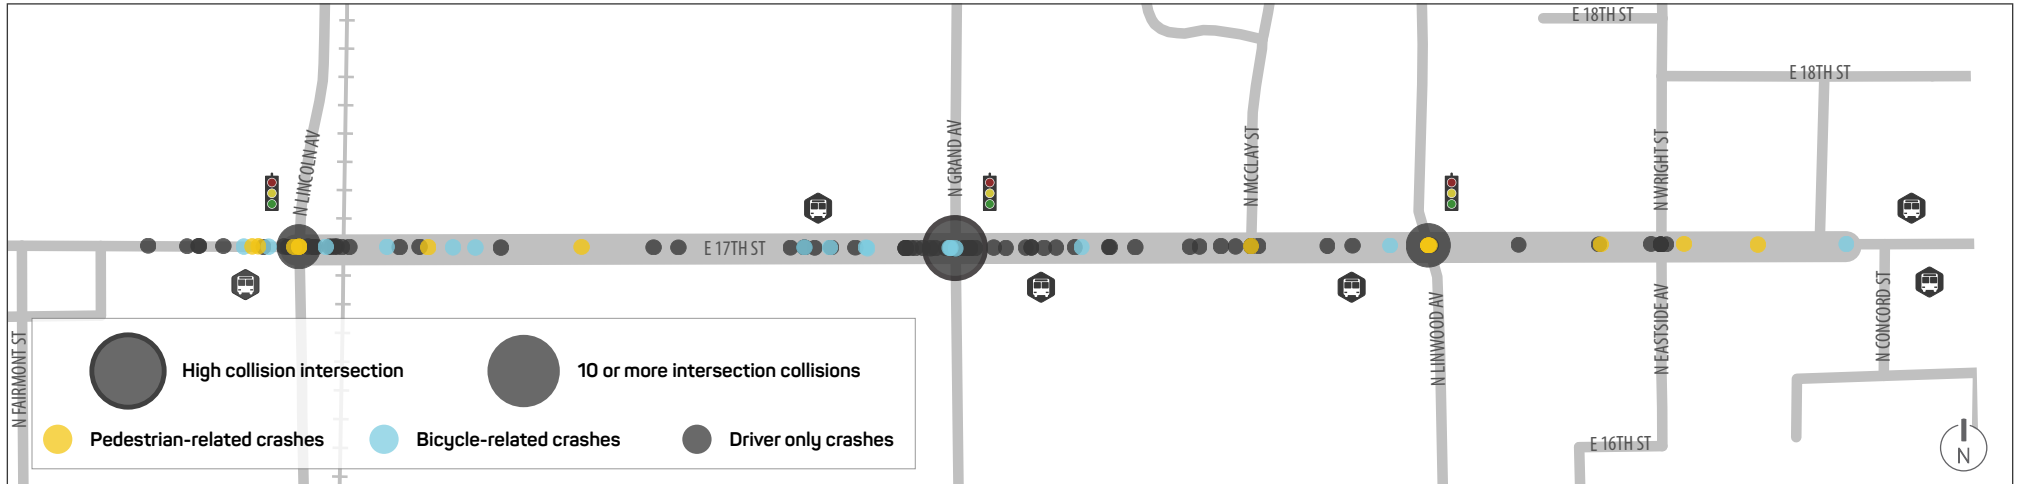 E 18TH ST
E 18TH ST
N LINCOLN AV
N GRAND AV
N MCCLAY ST
N WRIGHT ST
E 17TH ST
N FAIRMONT ST
N LINWOOD AV
N EASTSIDE AV
N CONCORD ST
High collision intersection
10 or more intersection collisions
Pedestrian-related crashes
Bicycle-related crashes
Driver only crashes
E 16TH ST
N